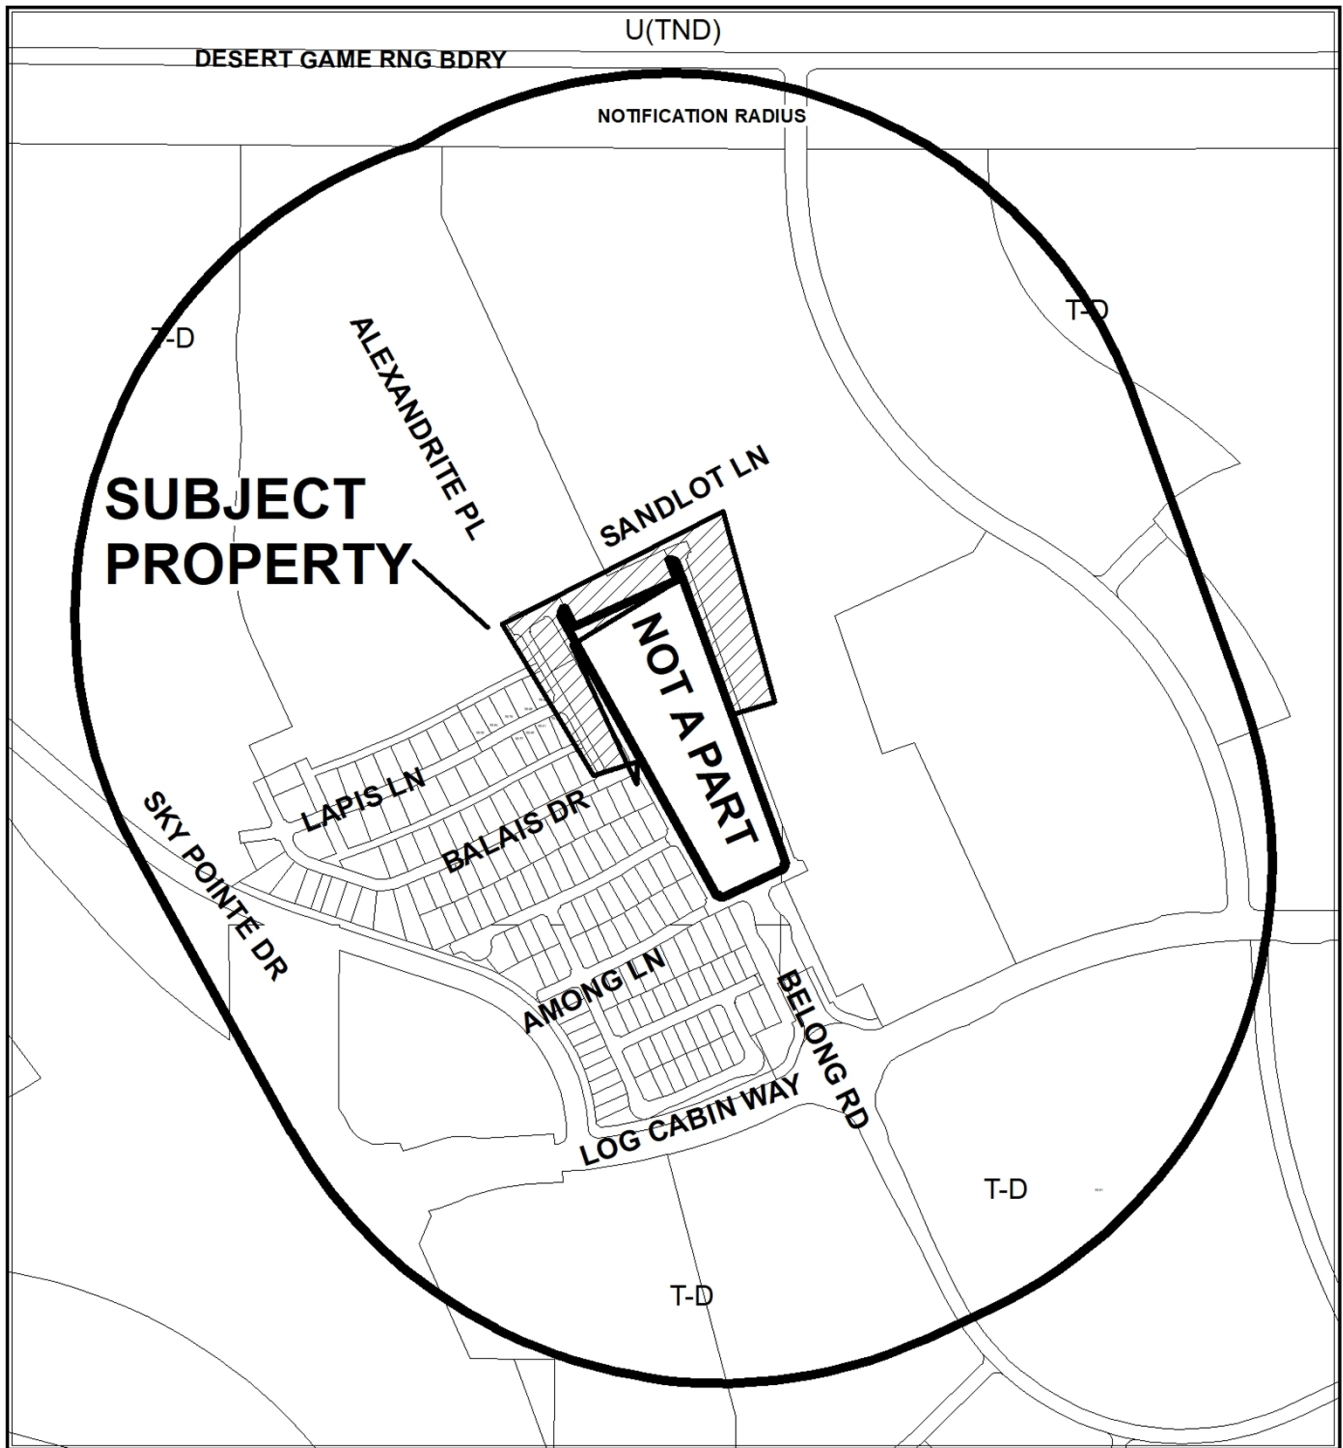 U(TND)
DESERT GAME RNG BDRY
NOTIFICATION RADIUS
T-D
T-D
ALEXANDRITE PL
SANDLOT LN
SUBJECT
PROPERTY
NOT A PART
LAPIS LN
BALAIS DR
SKY POINTE DR
AMONG LN
BELONG RD
LOG CABIN WAY
T-D
T-D